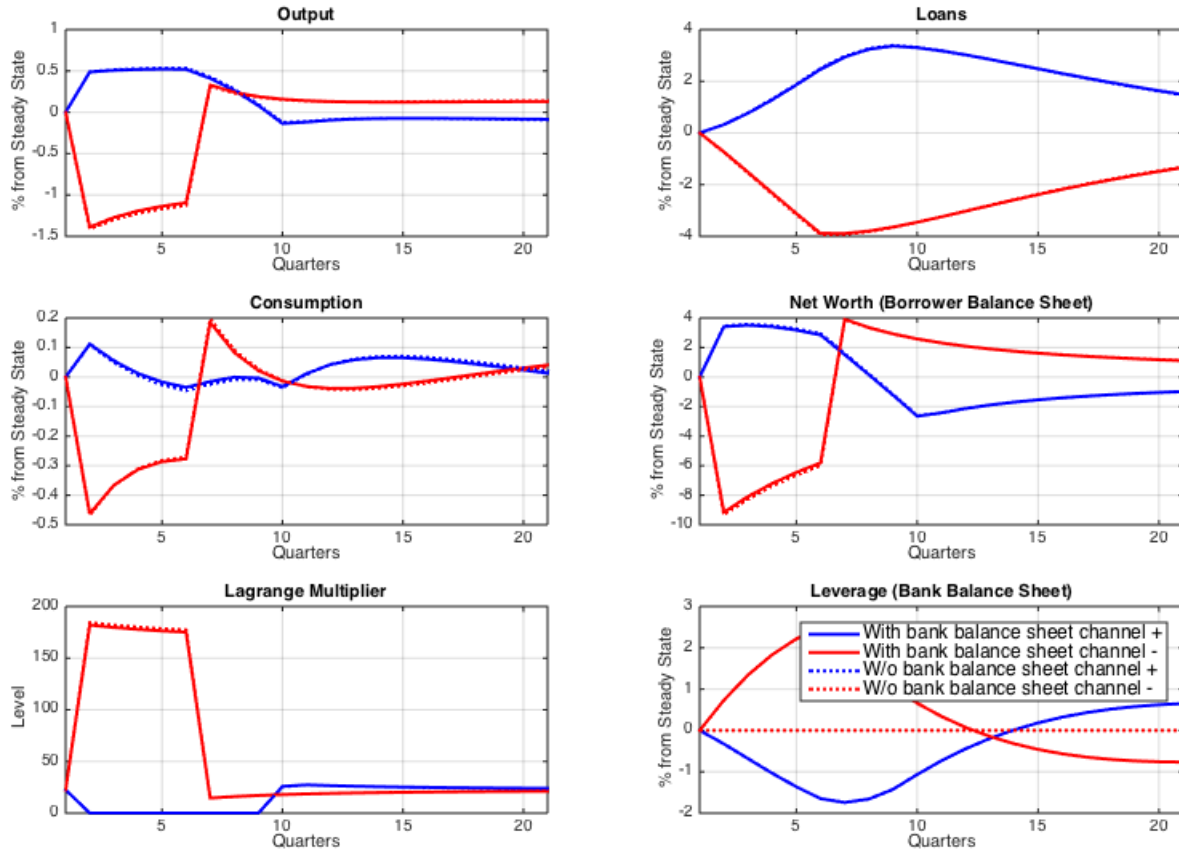 Output
% from Steady State
1
0.5
0
-0.5
-1
-1.5
5
10
15
20
Quarters
Loans
% from Steady State
4
2
0
-2
-4
5
10
15
20
Quarters
Consumption
% from Steady State
0.2
0.1
0
-0.1
-0.2
-0.3
-0.4
-0.5
5
10
15
20
Quarters
Net Worth (Borrower Balance Sheet)
% from Steady State
4
2
0
-2
-4
-6
-8
-10
5
10
15
20
Quarters
Lagrange Multiplier
Level
200
150
100
50
0
5
10
15
20
Quarters
Leverage (Bank Balance Sheet)
% from Steady State
3
2
1
0
-1
-2
With bank balance sheet channel +
With bank balance sheet channel -
W/o bank balance sheet channel +
W/o bank balance sheet channel -
5
10
15
20
Quarters